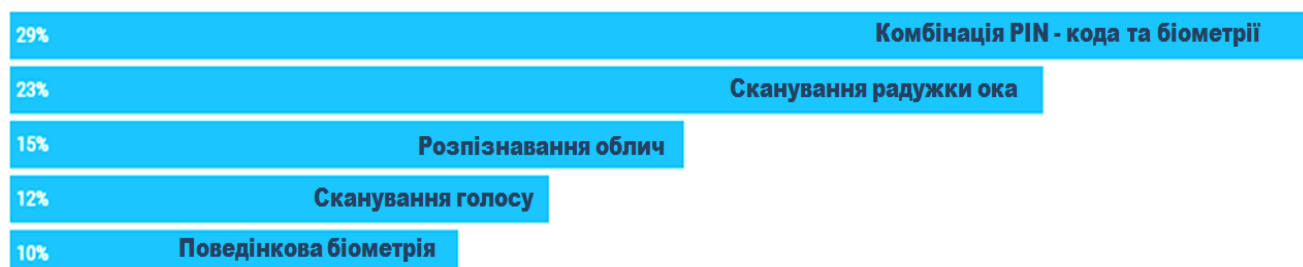 29% Комбінація PIN - кода та біометрії
23% Сканування радужки ока
15% Розпізнавання облич
12% Сканування голосу
10% Поведінкова біометрія